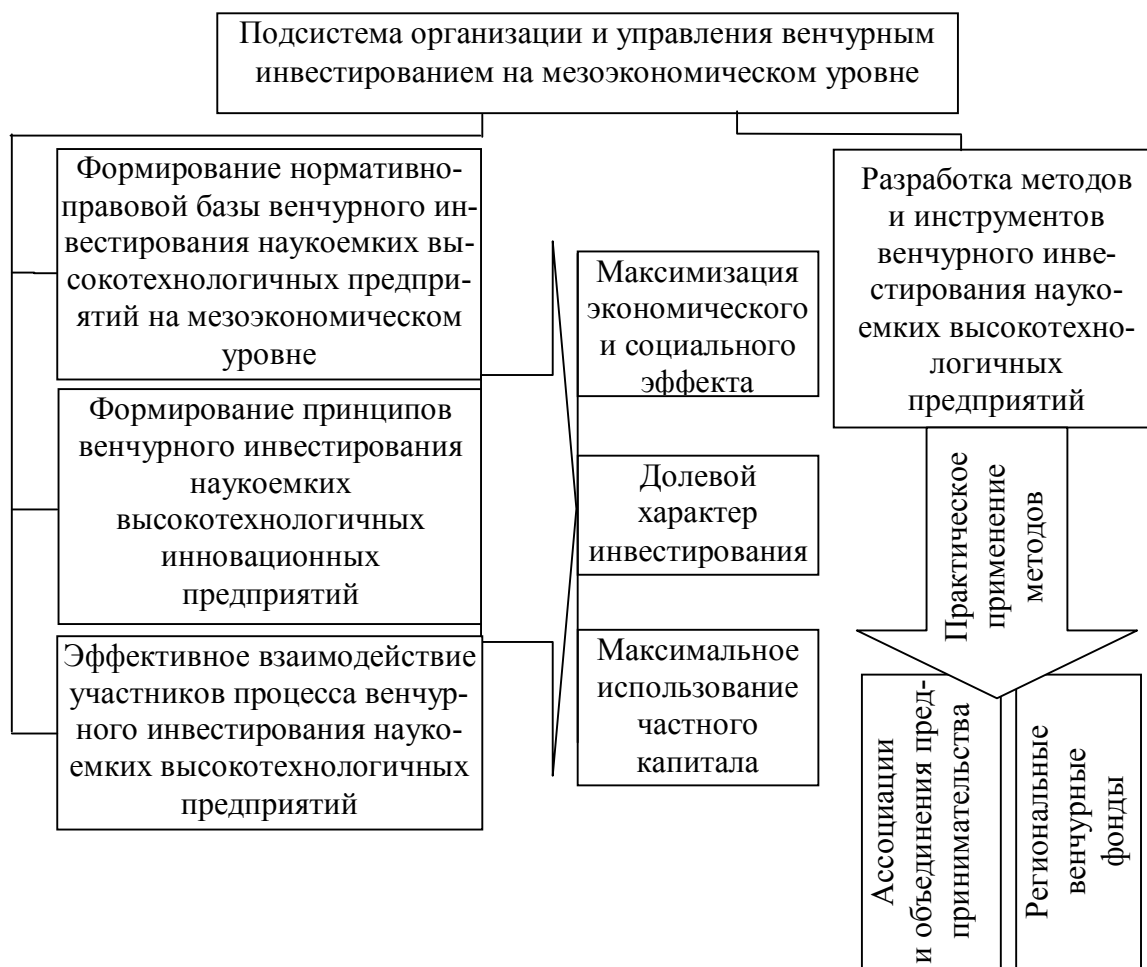 Подсистема организации и управления венчурным
инвестированием на мезоэкономическом уровне
Формирование нормативно-
правовой базы венчурного ин-
вестирования наукоемких вы-
сокотехнологичных предпри-
ятий на мезоэкономическом
уровне
Формирование принципов
венчурного инвестирования
наукоемких
высокотехнологичных
инновационных
предприятий
Эффективное взаимодействие
участников процесса венчур-
ного инвестирования науко-
емких высокотехнологичных
предприятий
Максимизация
экономического
и социального
эффекта
Долевой
характер
инвестирования
Максимальное
использование
частного
капитала
Разработка методов
и инструментов
венчурного инве-
стирования науко-
емких высокотехно-
логичных
предприятий
Практическое
применение
методов
Ассоциации
и объединения пред-
принимательства
Региональные
венчурные
фонды